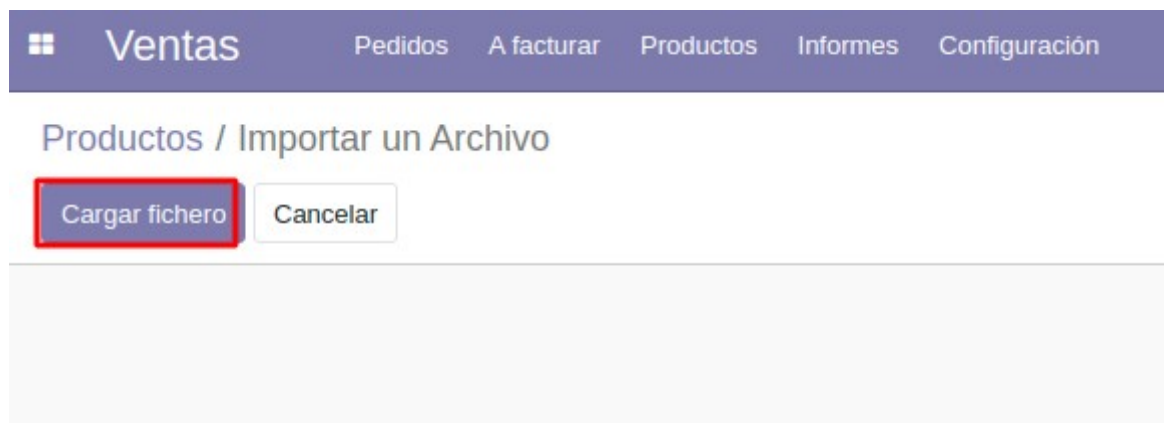 Ventas Pedidos A facturar Productos Informes Configuración
Productos / Importar un Archivo
Cargar fichero Cancelar